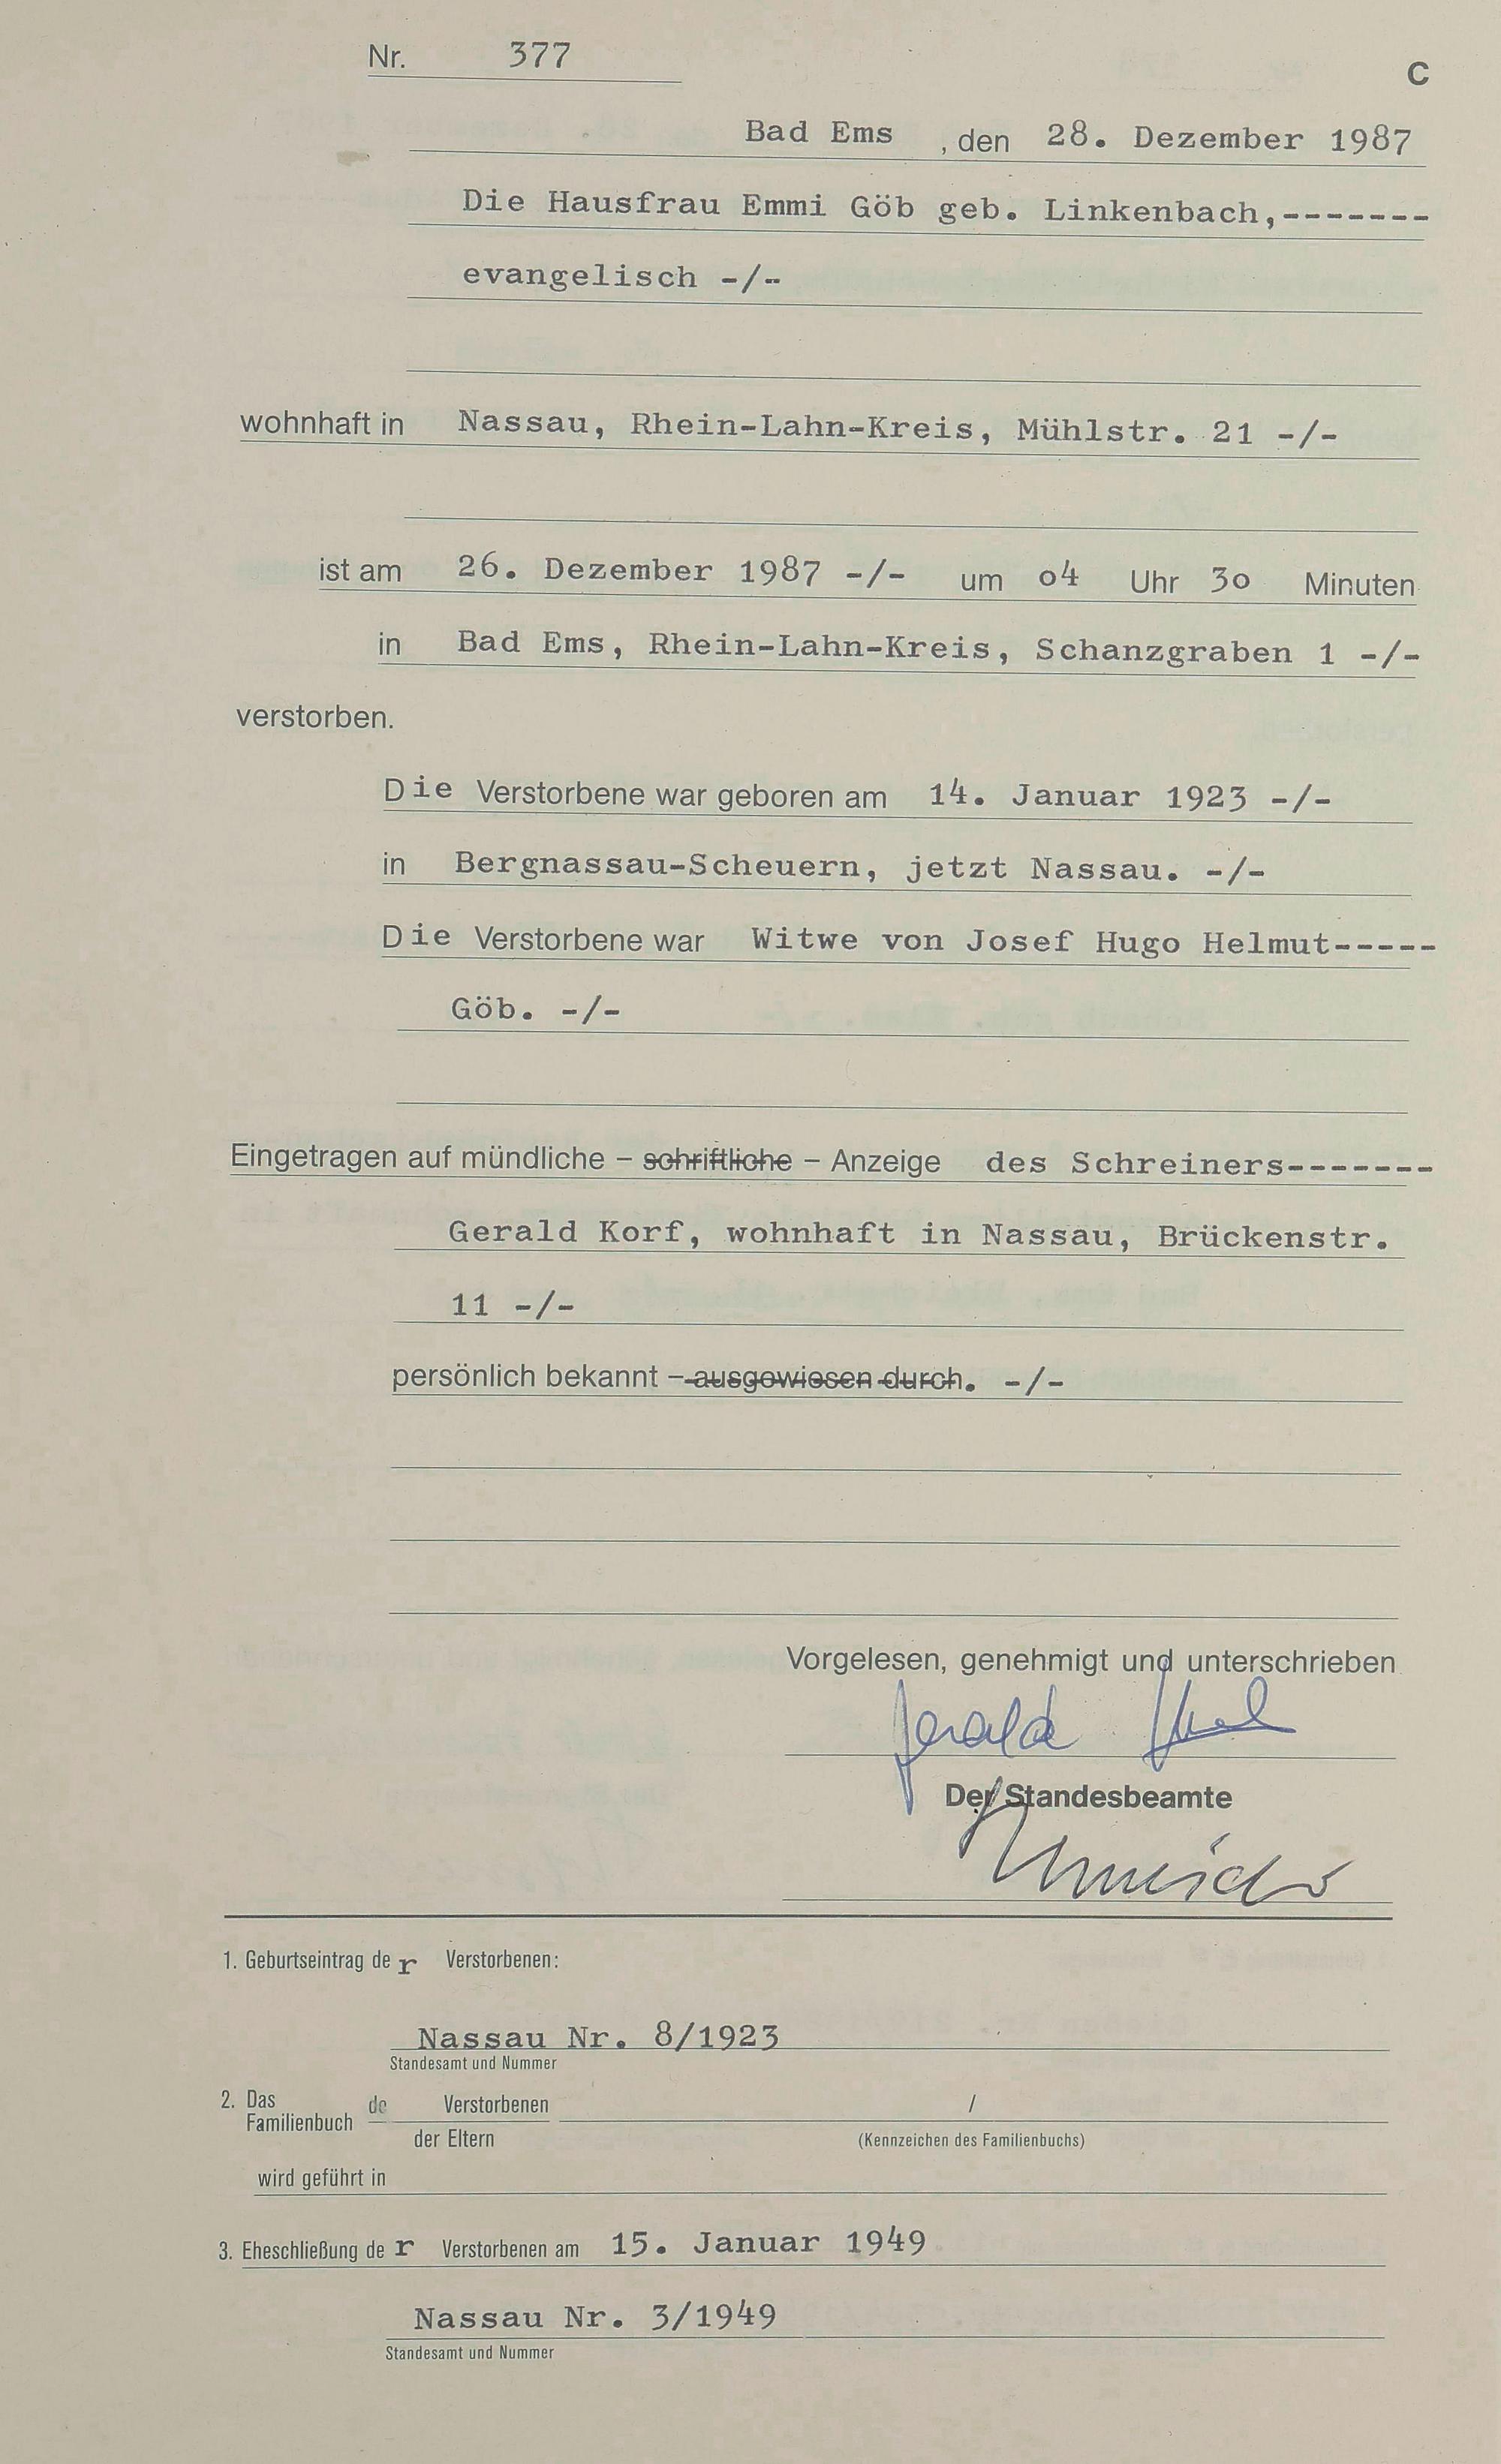 Nr. 377
C
Bad Ems , den 28. Dezember 1987
Die Hausfrau Emmi Göb geb. Linkenbach,-------
evangelisch -/-
wohnhaft in Nassau, Rhein-Lahn-Kreis, Mühlstr. 21 -/-
ist am 26. Dezember 1987 -/- um o4 Uhr 3o Minuten
in Bad Ems, Rhein-Lahn-Kreis, Schanzgraben 1 -/-
verstorben.
Die Verstorbene war geboren am 14. Januar 1923 -/-
in Bergnassau-Scheuern, jetzt Nassau. -/-
Die Verstorbene war Witwe von Josef Hugo Helmut-----
Göb. -/-
Eingetragen auf mündliche – schriftliche – Anzeige des Schreiners-------
Gerald Korf, wohnhaft in Nassau, Brückenstr.
11 -/-
persönlich bekannt – ausgewiesen durch. -/-
Vorgelesen, genehmigt und unterschrieben
Gerald
Der Standesbeamte
1. Geburtseintrag der Verstorbenen:
Nassau Nr. 8/1923
Standesamt und Nummer
2. Das Familienbuch de Verstorbenen /
der Eltern (Kennzeichen des Familienbuchs)
wird geführt in
3. Eheschließung der Verstorbenen am 15. Januar 1949
Nassau Nr. 3/1949
Standesamt und Nummer